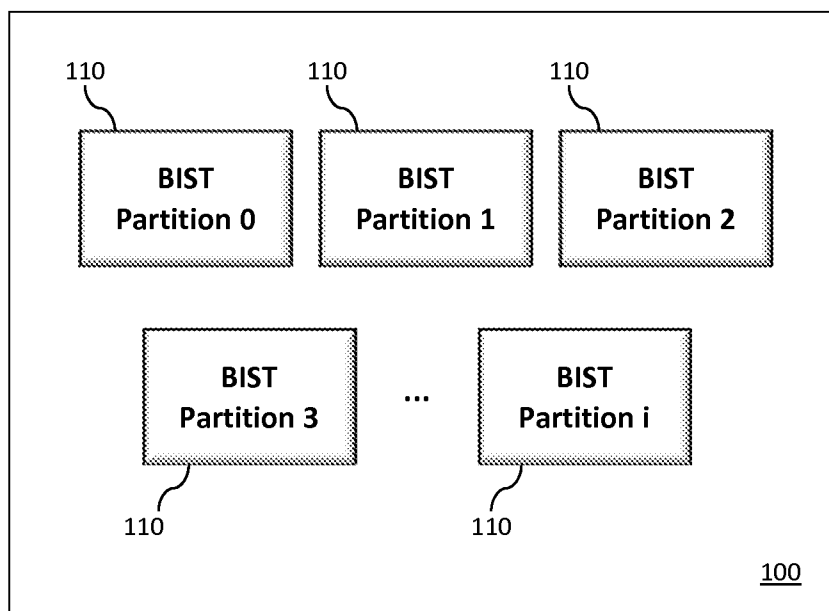 110 110 110
BIST BIST BIST
Partition 0 Partition 1 Partition 2
BIST ... BIST
Partition 3 Partition i
110 110
100